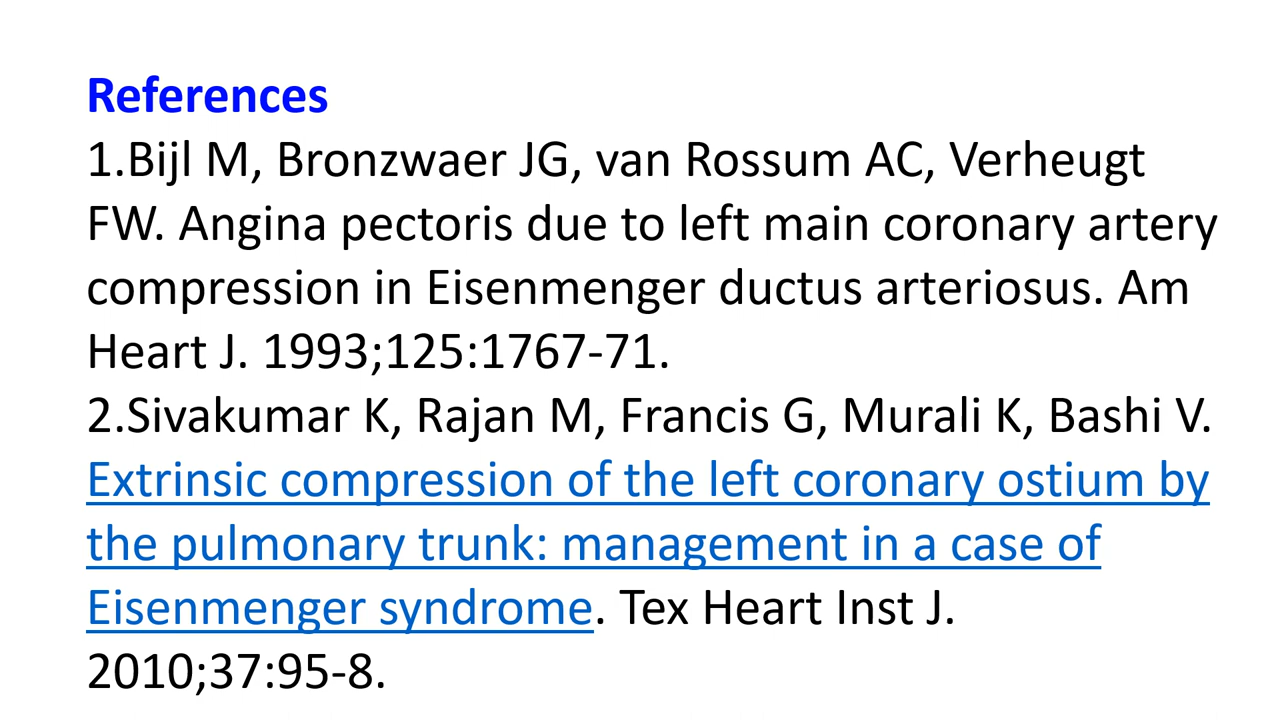 References
1.Bijl M, Bronzwaer JG, van Rossum AC, Verheugt
FW. Angina pectoris due to left main coronary artery
compression in Eisenmenger ductus arteriosus. Am
Heart J. 1993;125:1767-71.
2.Sivakumar K, Rajan M, Francis G, Murali K, Bashi V.
Extrinsic compression of the left coronary ostium by
the pulmonary trunk: management in a case of
Eisenmenger syndrome. Tex Heart Inst J.
2010;37:95-8.